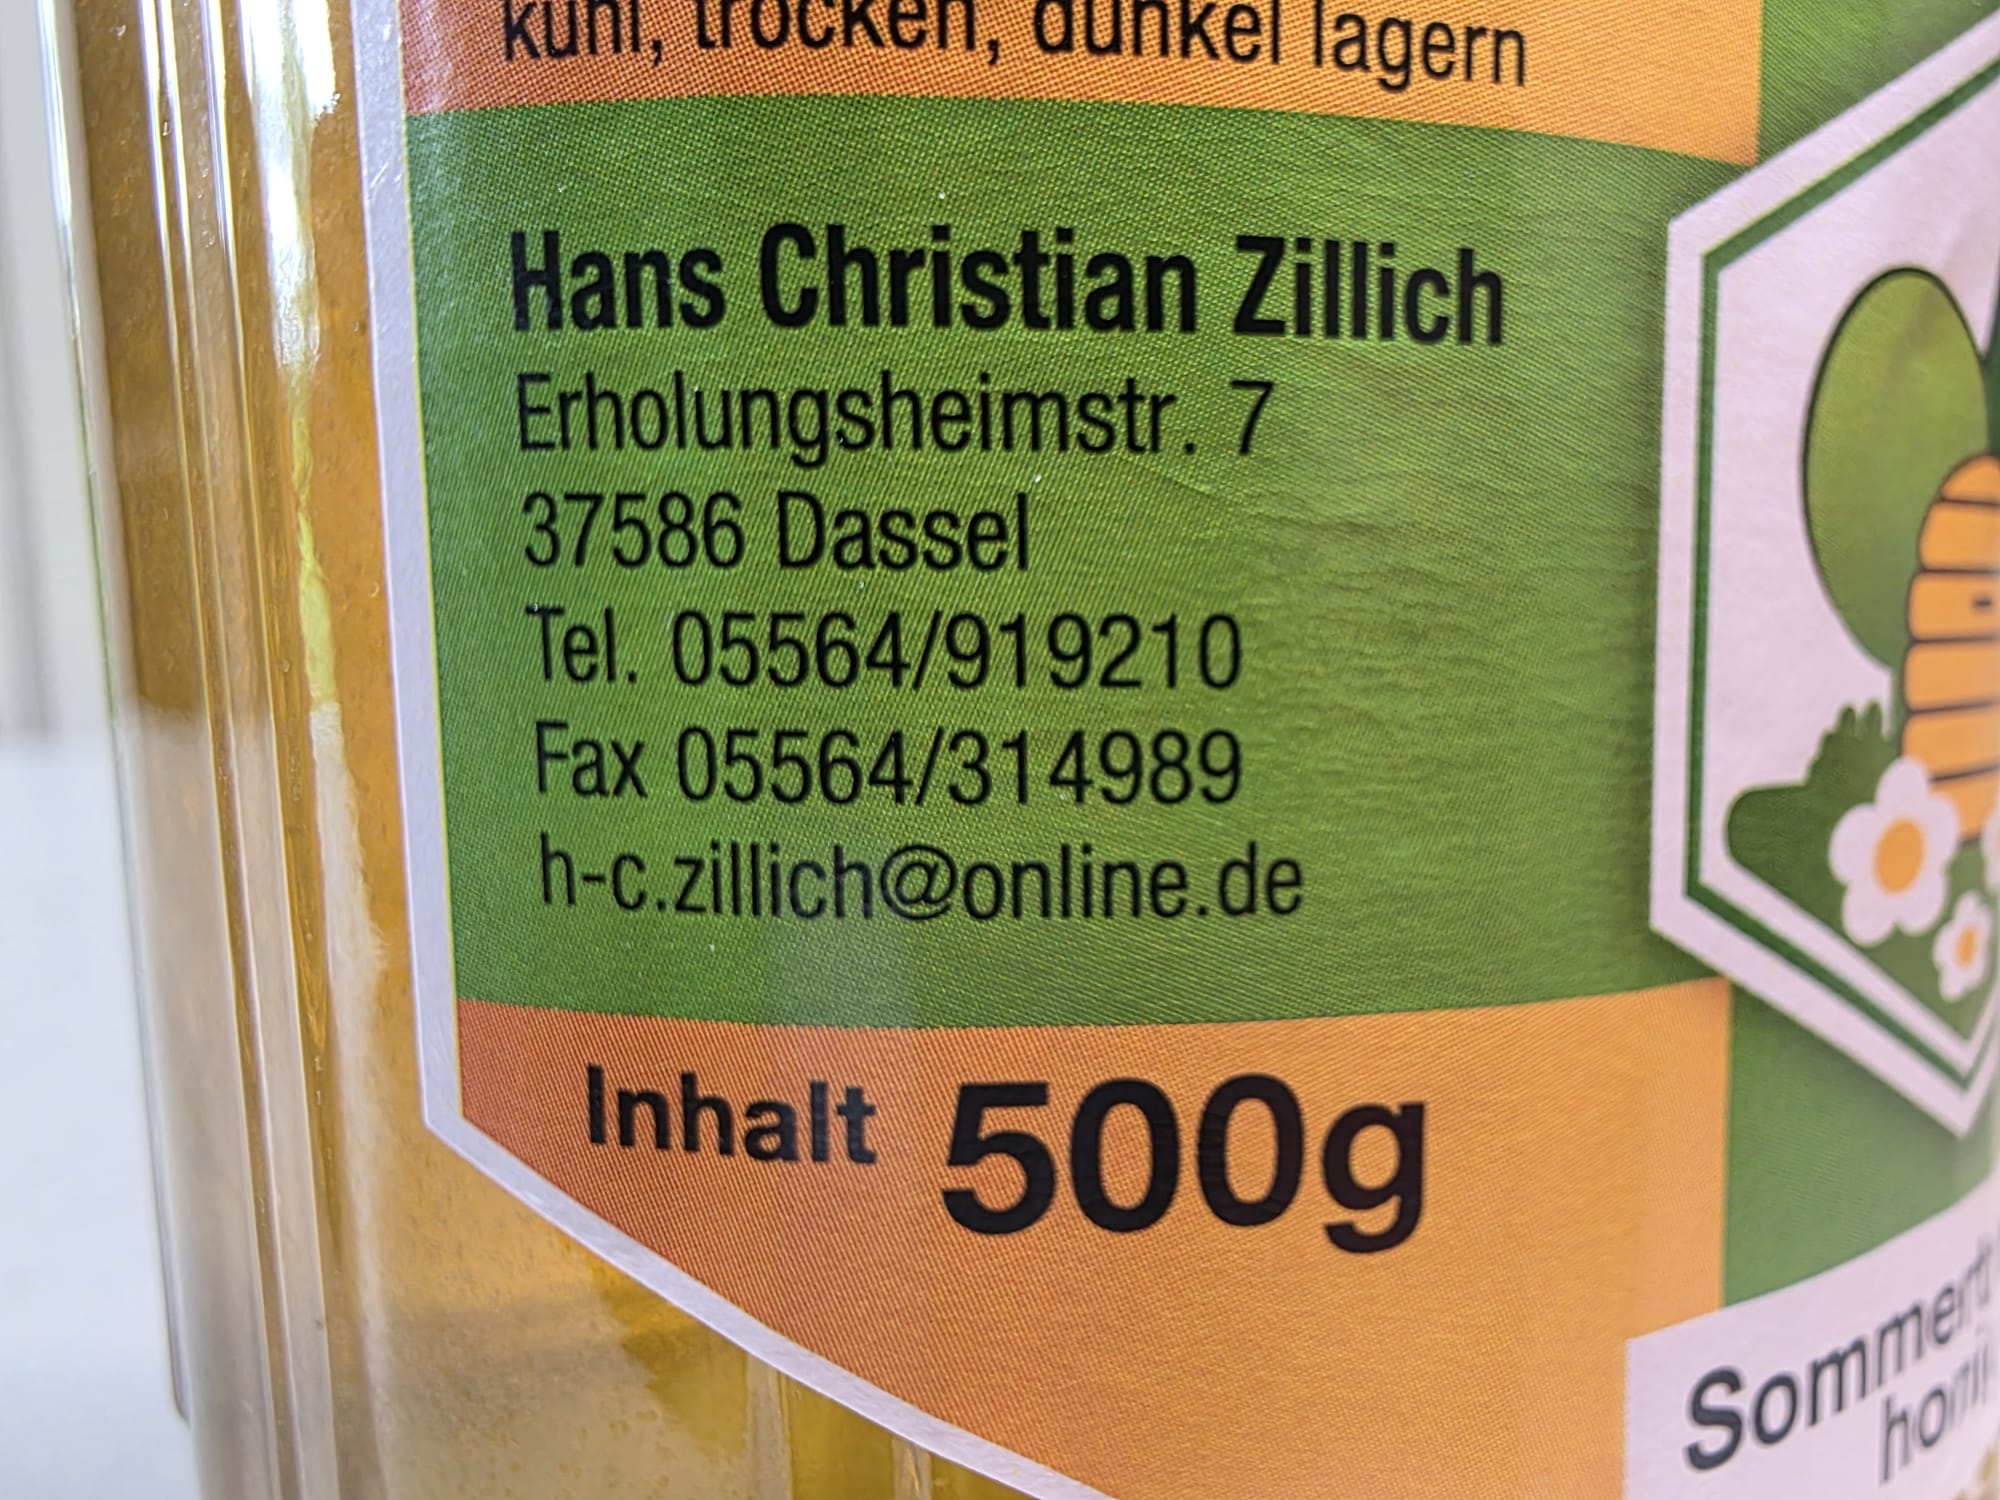 kühl, trocken, dunkel lagern
Hans Christian Zillich
Erholungsheimstr. 7
37586 Dassel
Tel. 05564/919210
Fax 05564/314989
h-c.zillich@online.de
Inhalt 500g